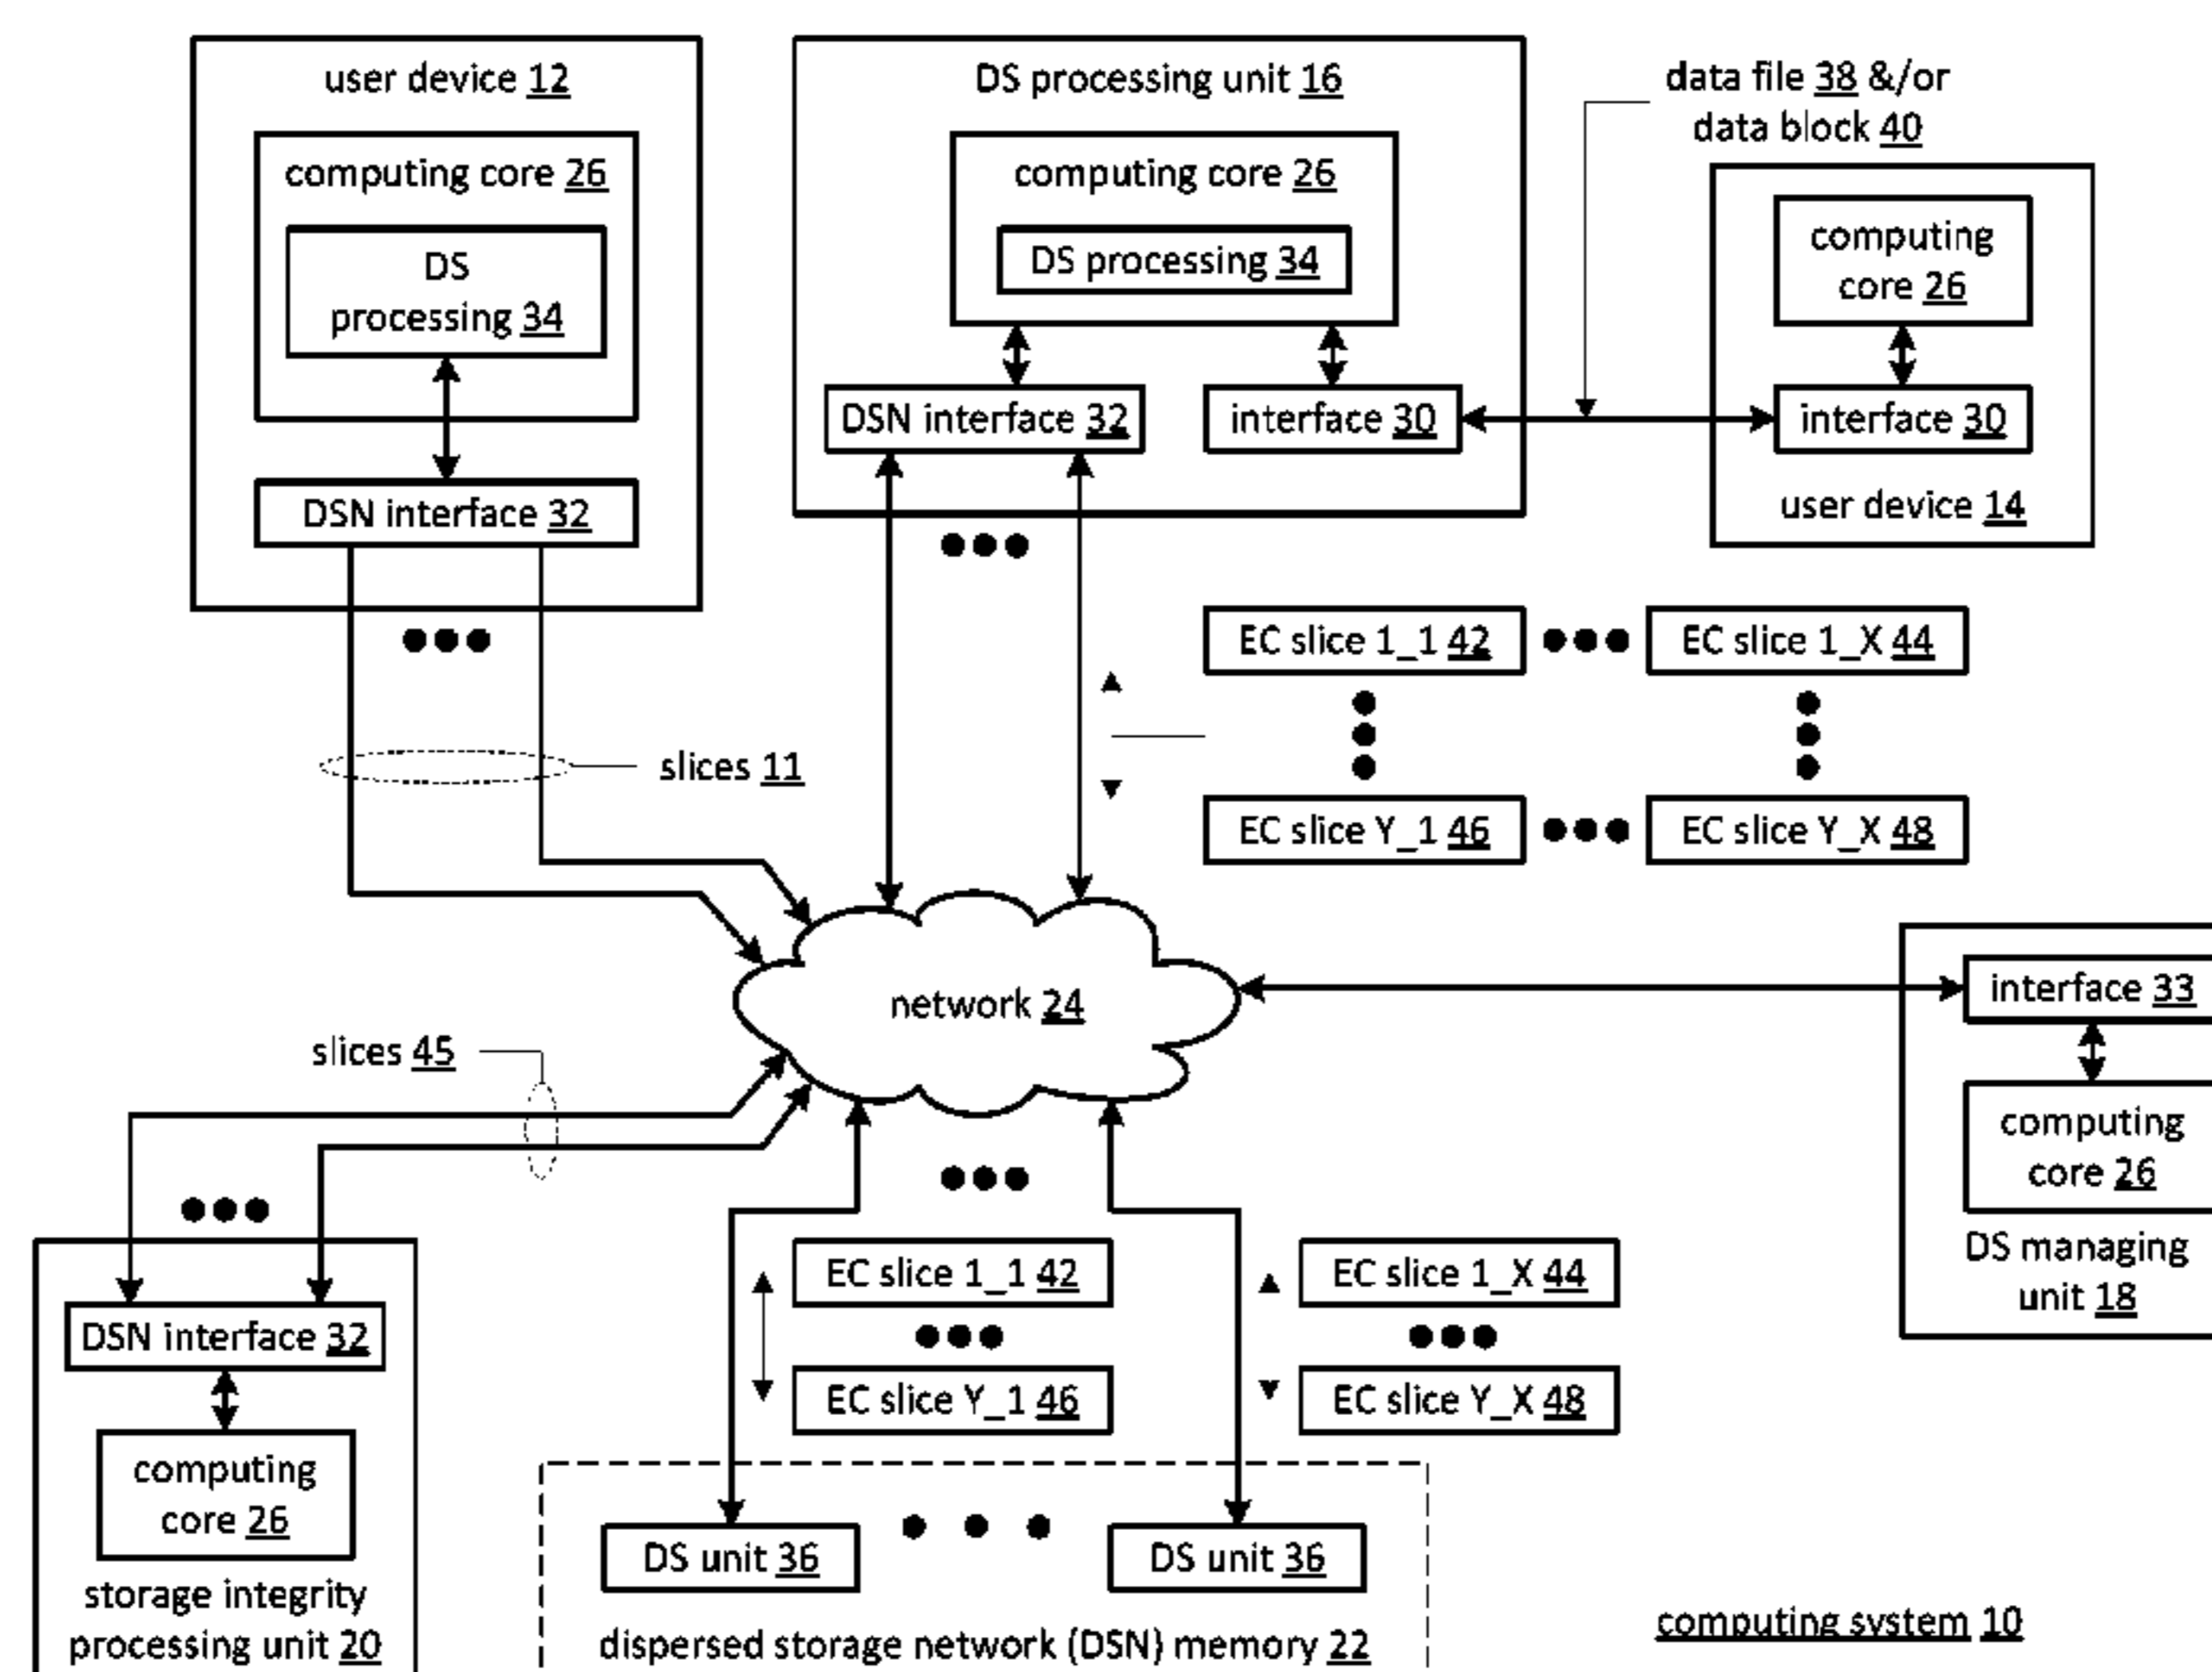 user device 12
computing core 26
DS
processing 34
DSN interface 32
DS processing unit 16
computing core 26
DS processing 34
DSN interface 32
interface 30
data file 38 &/or
data block 40
computing
core 26
interface 30
user device 14
slices 11
EC slice 1_1 42
EC slice 1_X 44
EC slice Y_1 46
EC slice Y_X 48
network 24
interface 33
computing
core 26
DS managing
unit 18
slices 45
DSN interface 32
computing
core 26
storage integrity
processing unit 20
EC slice 1_1 42
EC slice Y_1 46
EC slice 1_X 44
EC slice Y_X 48
DS unit 36
DS unit 36
dispersed storage network (DSN) memory 22
computing system 10